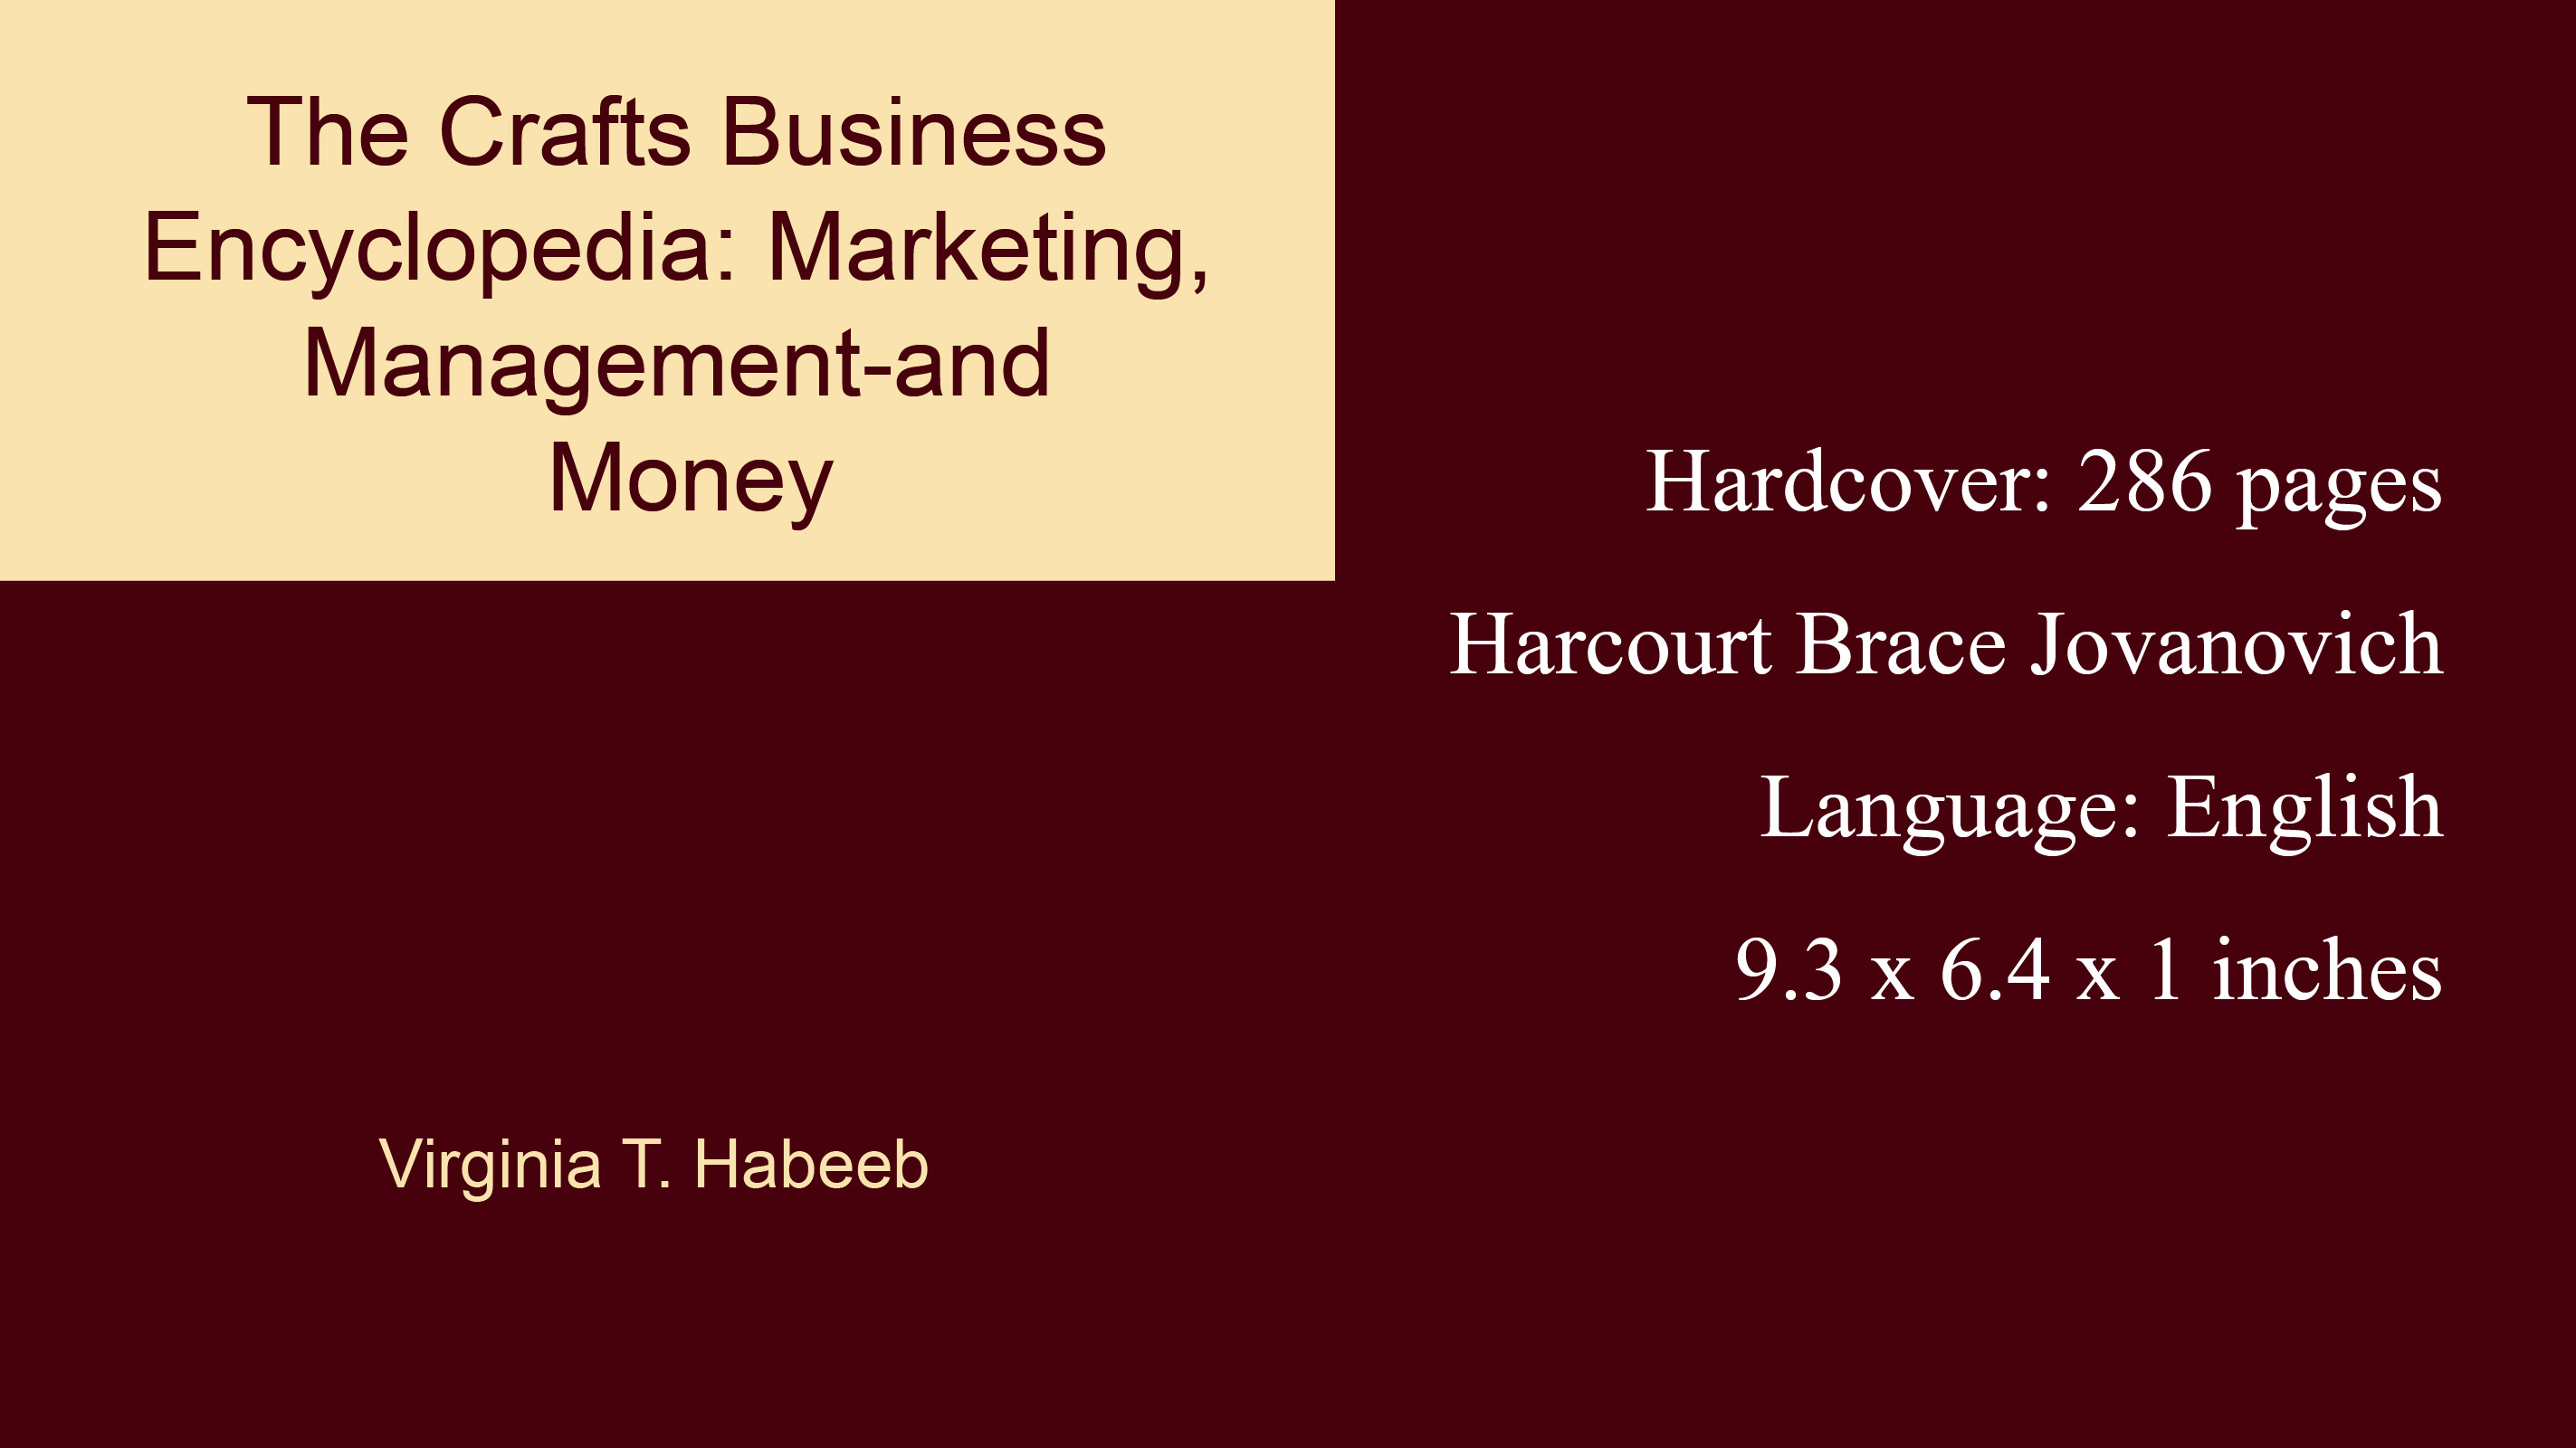 The Crafts Business
Encyclopedia: Marketing,
Management-and
Money
Hardcover: 286 pages
Harcourt Brace Jovanovich
Language: English
9.3 x 6.4 x 1 inches
Virginia T. Habeeb